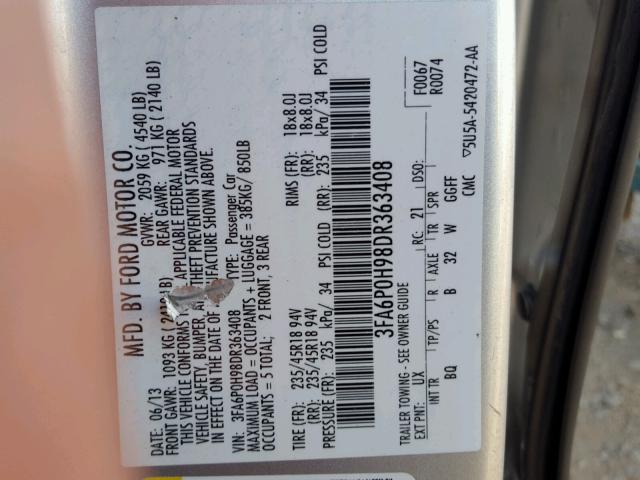 MFD. BY FORD MOTOR CO.
DATE: 06/13 GVWR: 2059 KG ( 4540 LB)
FRONT GAWR: 1093 KG ( LB) REAR GAWR: 971 KG ( 2140 LB)
THIS VEHICLE CONFORMS APPLICABLE FEDERAL MOTOR
VEHICLE SAFETY, BUMPER, THEFT PREVENTION STANDARDS
IN EFFECT ON THE DATE OF SHOWN ABOVE.
VIN: 3FA6P0H98DR363408 TYPE: Passenger Car
MAXIMUM LOAD = OCCUPANTS + LUGGAGE = 385KG/ 850LB
OCCUPANTS = 5 TOTAL; 2 FRONT, 3 REAR
TIRE (FR): 235/45R18 94V RIMS (FR): 18x8.0J
(RR): 235/45R18 94V (RR): 18x8.0J
PRESSURE (FR): 235 kPa/ 34 PSI COLD (RR): 235 kPa/ 34 PSI COLD
3FA6P0H98DR363408
TRAILER TOWING - SEE OWNER GUIDE F0067
EXT PNT: UX RC: 21 DSO: R0074
INT TR TP/PS R AXLE TR SPR
BQ B 32 W GGFF
CMC ▽5U5A-5420472-AA